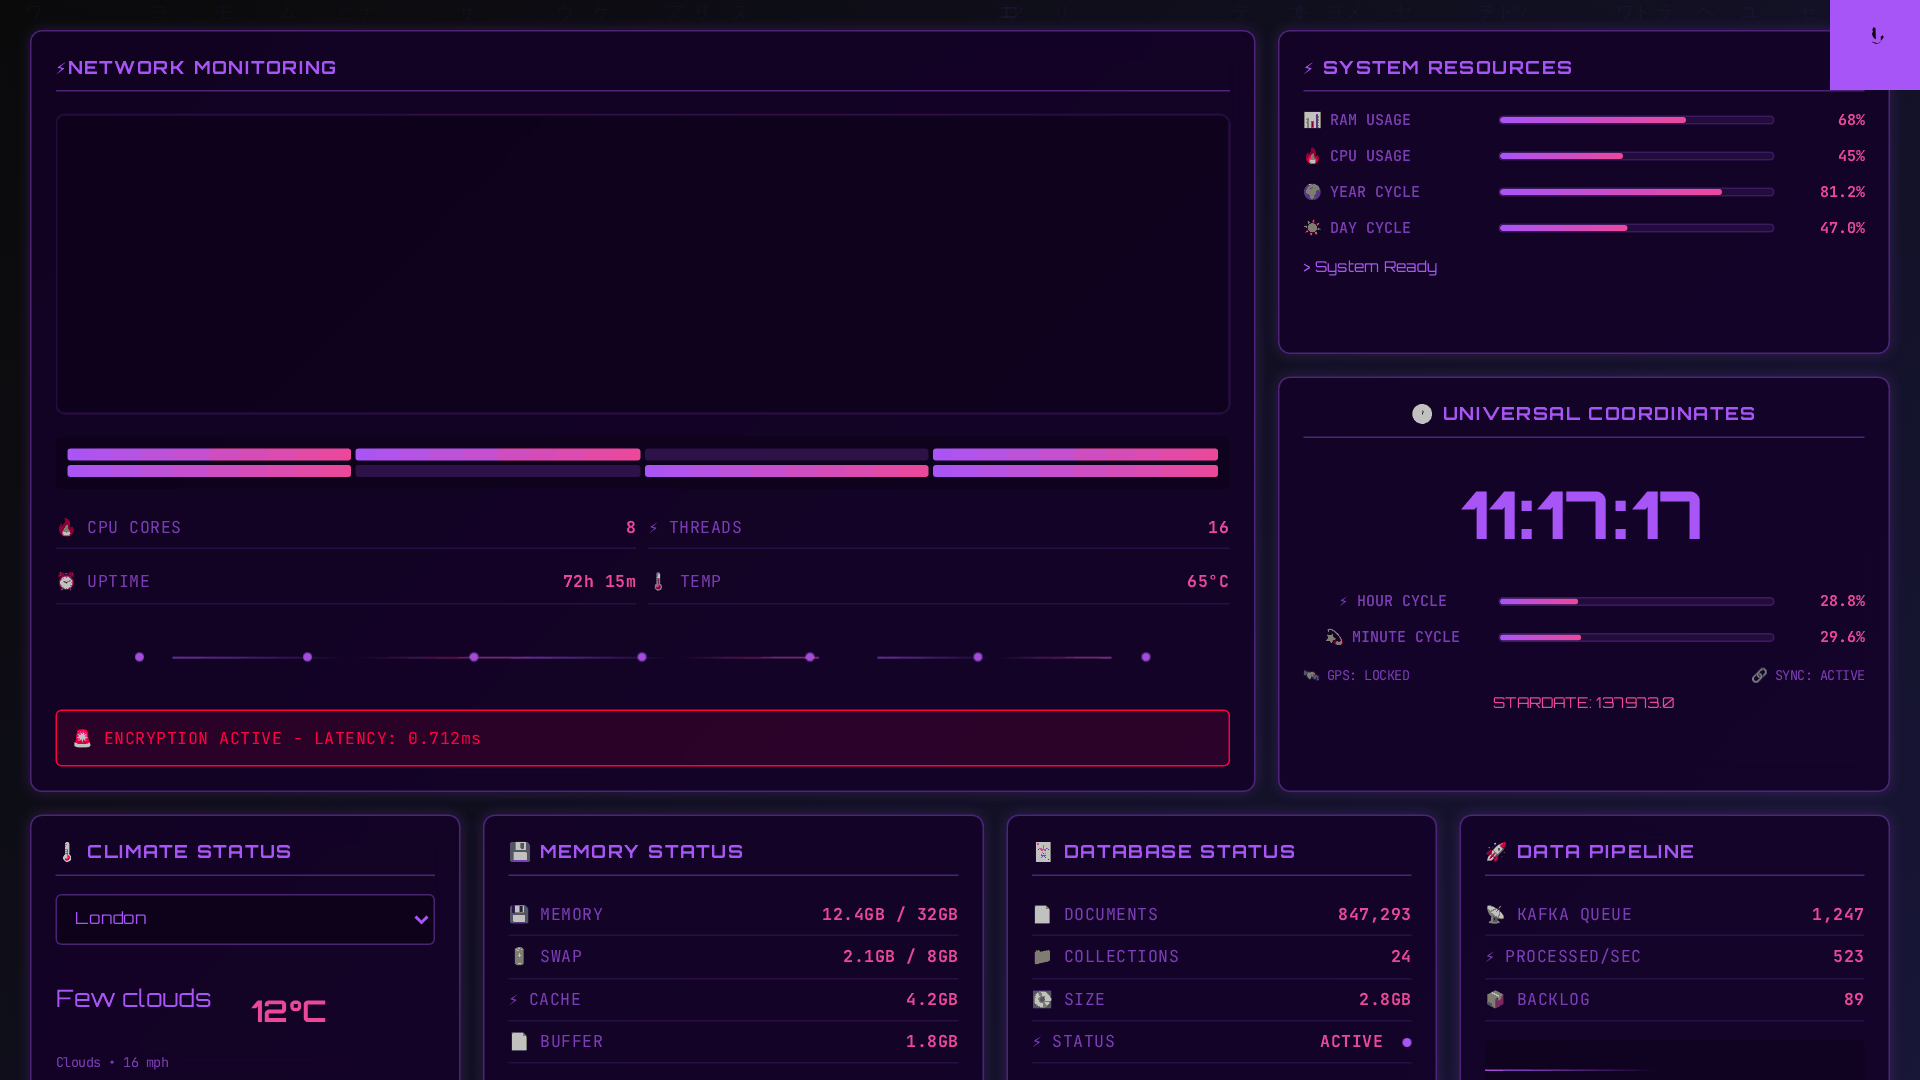 NETWORK MONITORING
CPU CORES 8
THREADS 16
UPTIME 72h 15m
TEMP 65°C
ENCRYPTION ACTIVE - LATENCY: 0.712ms
SYSTEM RESOURCES
RAM USAGE 68%
CPU USAGE 45%
YEAR CYCLE 81.2%
DAY CYCLE 47.0%
> System Ready
UNIVERSAL COORDINATES
11:17:17
HOUR CYCLE 28.8%
MINUTE CYCLE 29.6%
GPS: LOCKED
SYNC: ACTIVE
STARDATE: 137973.0
CLIMATE STATUS
London
Few clouds
12°C
Clouds • 16 mph
MEMORY STATUS
MEMORY 12.4GB / 32GB
SWAP 2.1GB / 8GB
CACHE 4.2GB
BUFFER 1.8GB
DATABASE STATUS
DOCUMENTS 847,293
COLLECTIONS 24
SIZE 2.8GB
STATUS ACTIVE
DATA PIPELINE
KAFKA QUEUE 1,247
PROCESSED/SEC 523
BACKLOG 89